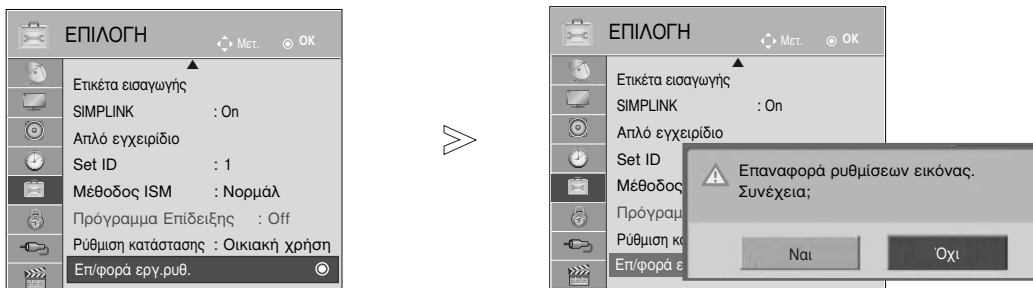 ΕΠΙΛΟΓΗ
Μετ. OK
Ετικέτα εισαγωγής
SIMPLINK : On
Απλό εγχειρίδιο
Set ID : 1
Μέθοδος ISM : Νορμάλ
Πρόγραμμα Επίδειξης : Off
Ρύθμιση κατάστασης : Οικιακή χρήση
Επ/φορά εργ.ρυθ.
ΕΠΙΛΟΓΗ
Μετ. OK
Ετικέτα εισαγωγής
SIMPLINK : On
Απλό εγχειρίδιο
Set ID
Μέθοδος
Πρόγραμ
Ρύθμιση κα
Επ/φορά ε
Επαναφορά ρυθμίσεων εικόνας.
Συνέχεια;
Ναι Όχι